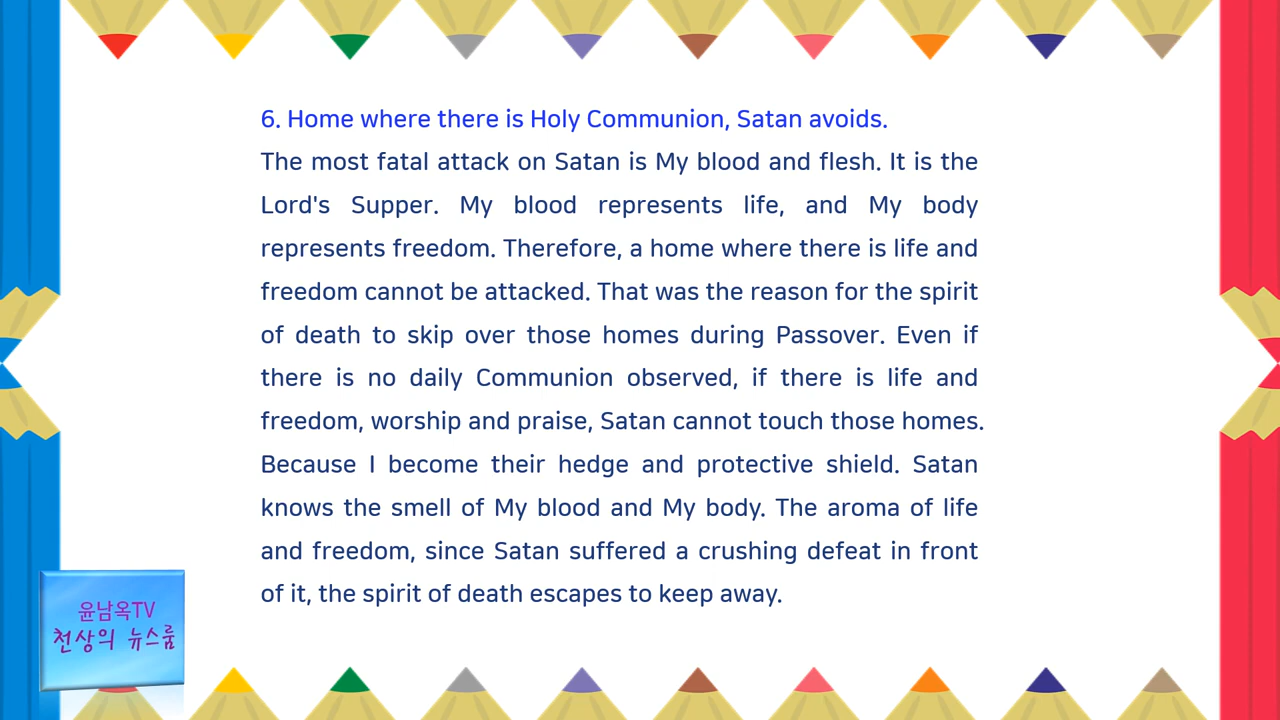 6. Home where there is Holy Communion, Satan avoids.
The most fatal attack on Satan is My blood and flesh. It is the
Lord's Supper. My blood represents life, and My body
represents freedom. Therefore, a home where there is life and
freedom cannot be attacked. That was the reason for the spirit
of death to skip over those homes during Passover. Even if
there is no daily Communion observed, if there is life and
freedom, worship and praise, Satan cannot touch those homes.
Because I become their hedge and protective shield. Satan
knows the smell of My blood and My body. The aroma of life
and freedom, since Satan suffered a crushing defeat in front
of it, the spirit of death escapes to keep away.
윤남옥TV
천상의 뉴스룸